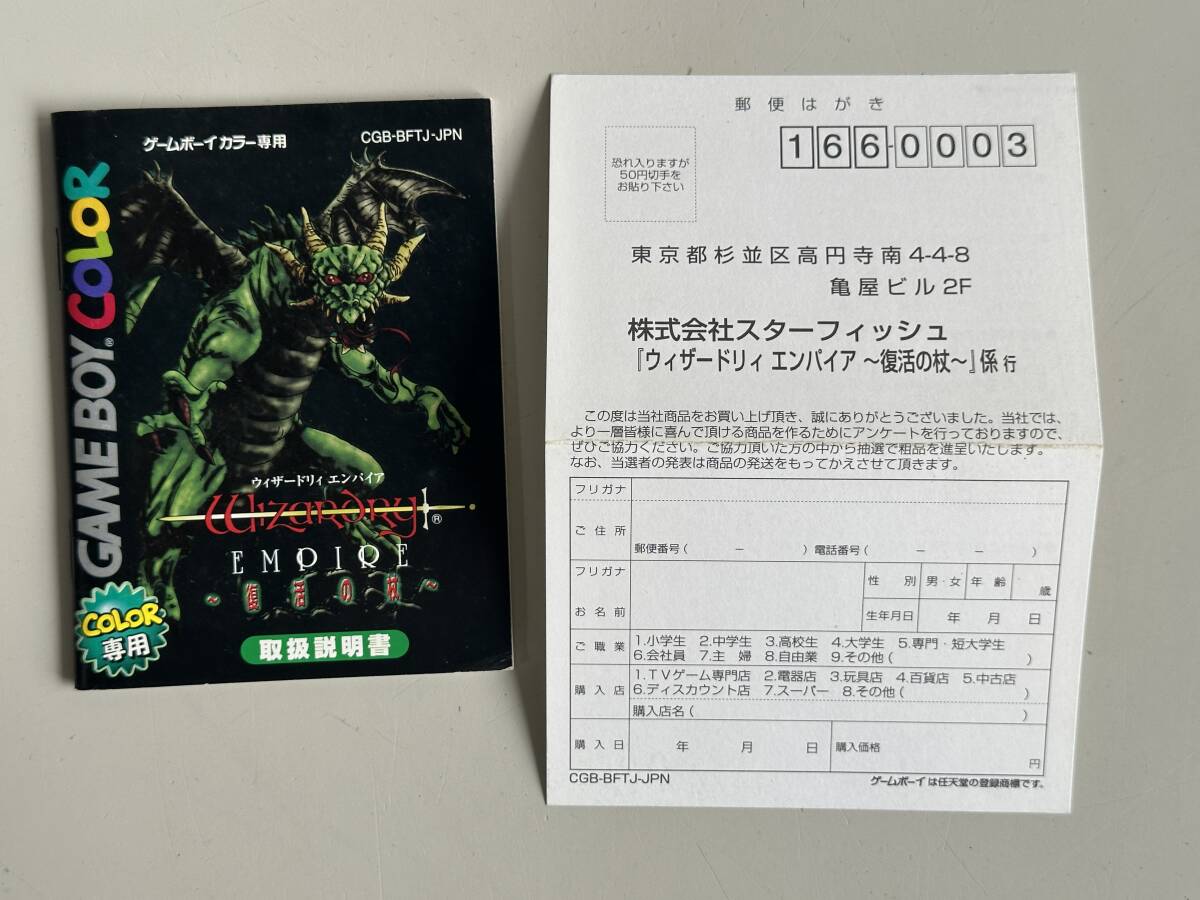 ゲームボーイカラー専用
CGB-BFTJ-JPN
GAME BOY® COLOR
ウィザードリィ エンパイア
Wizardry®
EMPIRE
~復活の杖~
COLOR専用
取扱説明書
郵便はがき
恐れ入りますが
50円切手を
お貼り下さい
166-0003
東京都杉並区高円寺南4-4-8
亀屋ビル2F
株式会社スターフィッシュ
『ウィザードリィ エンパイア ~復活の杖~』係 行
この度は当社商品をお買い上げ頂き、誠にありがとうございました。当社では、
より一層皆様に喜んで頂ける商品を作るためにアンケートを行っておりますので、
ぜひご協力ください。ご協力頂いた方の中から抽選で粗品を進呈いたします。
なお、当選者の発表は商品の発送をもってかえさせて頂きます。
フリガナ
ご住所
郵便番号( − ) 電話番号( − − )
フリガナ
お名前
性別 男・女 年齢 歳
生年月日 年 月 日
ご職業
1.小学生 2.中学生 3.高校生 4.大学生 5.専門・短大学生
6.会社員 7.主婦 8.自由業 9.その他( )
購入店
1.TVゲーム専門店 2.電器店 3.玩具店 4.百貨店 5.中古店
6.ディスカウント店 7.スーパー 8.その他( )
購入店名( )
購入日 年 月 日 購入価格 円
CGB-BFTJ-JPN
ゲームボーイは任天堂の登録商標です。